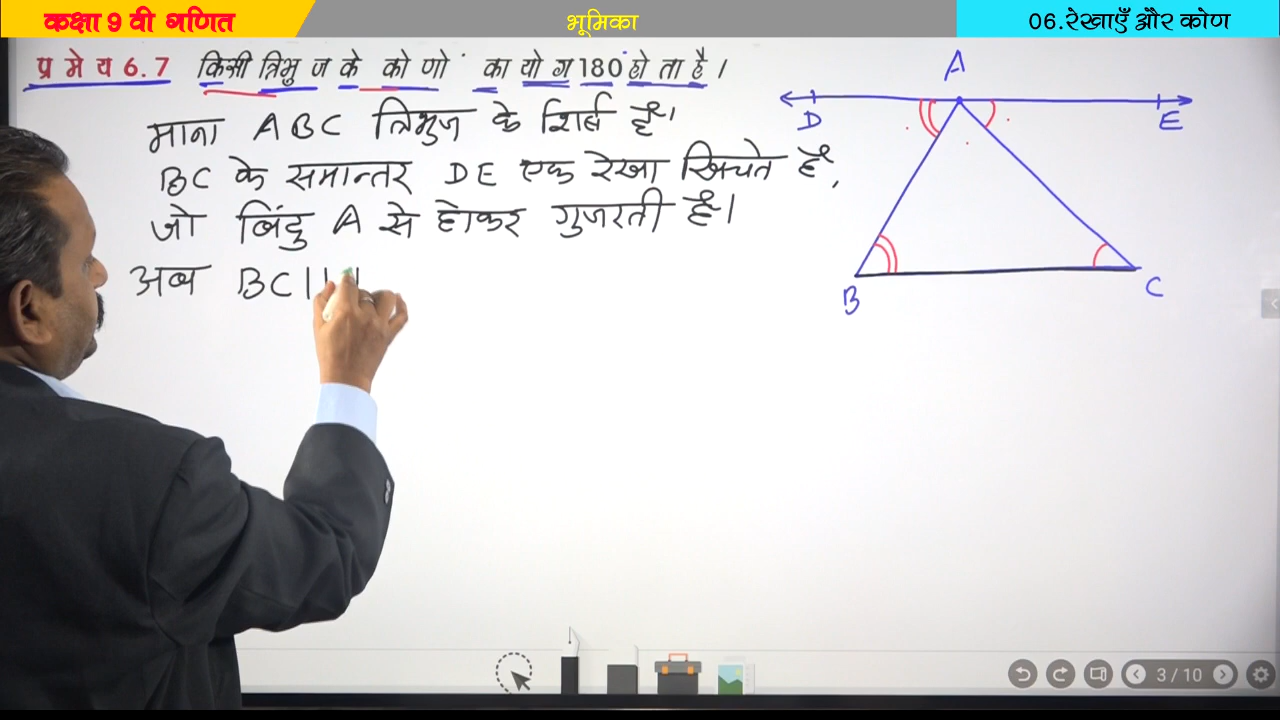 कक्षा 9 वी गणित
भूमिका
06.रेखाएँ और कोण
प्रमेय 6.7 किसी त्रिभुज के कोणों का योग 180° होता है।
माना ABC त्रिभुज के शिर्ष है।
BC के समान्तर DE एक रेखा खिचते है,
जो बिंदु A से होकर गुजरती है।
अब BC ||
A
D
E
B
C
3 / 10